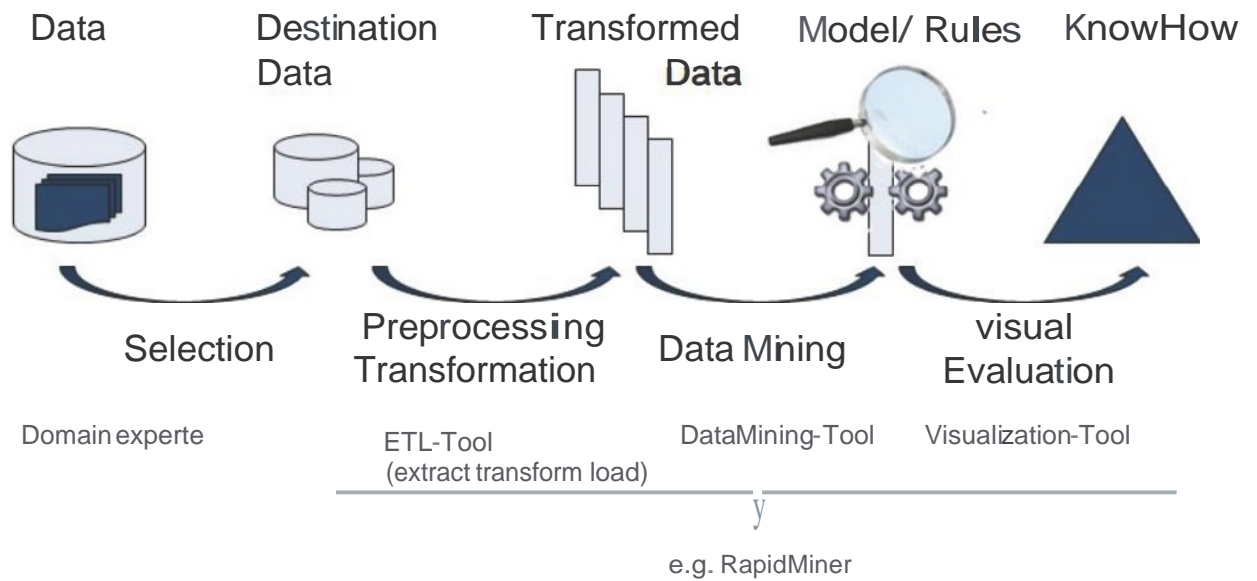 Data
Destination
Data
Transformed
Data
Model/ Rules
KnowHow
Selection
Preprocessing
Transformation
Data Mining
visual
Evaluation
Domain experte
ETL-Tool
(extract transform load)
DataMining-Tool
Visualization-Tool
y
e.g. RapidMiner